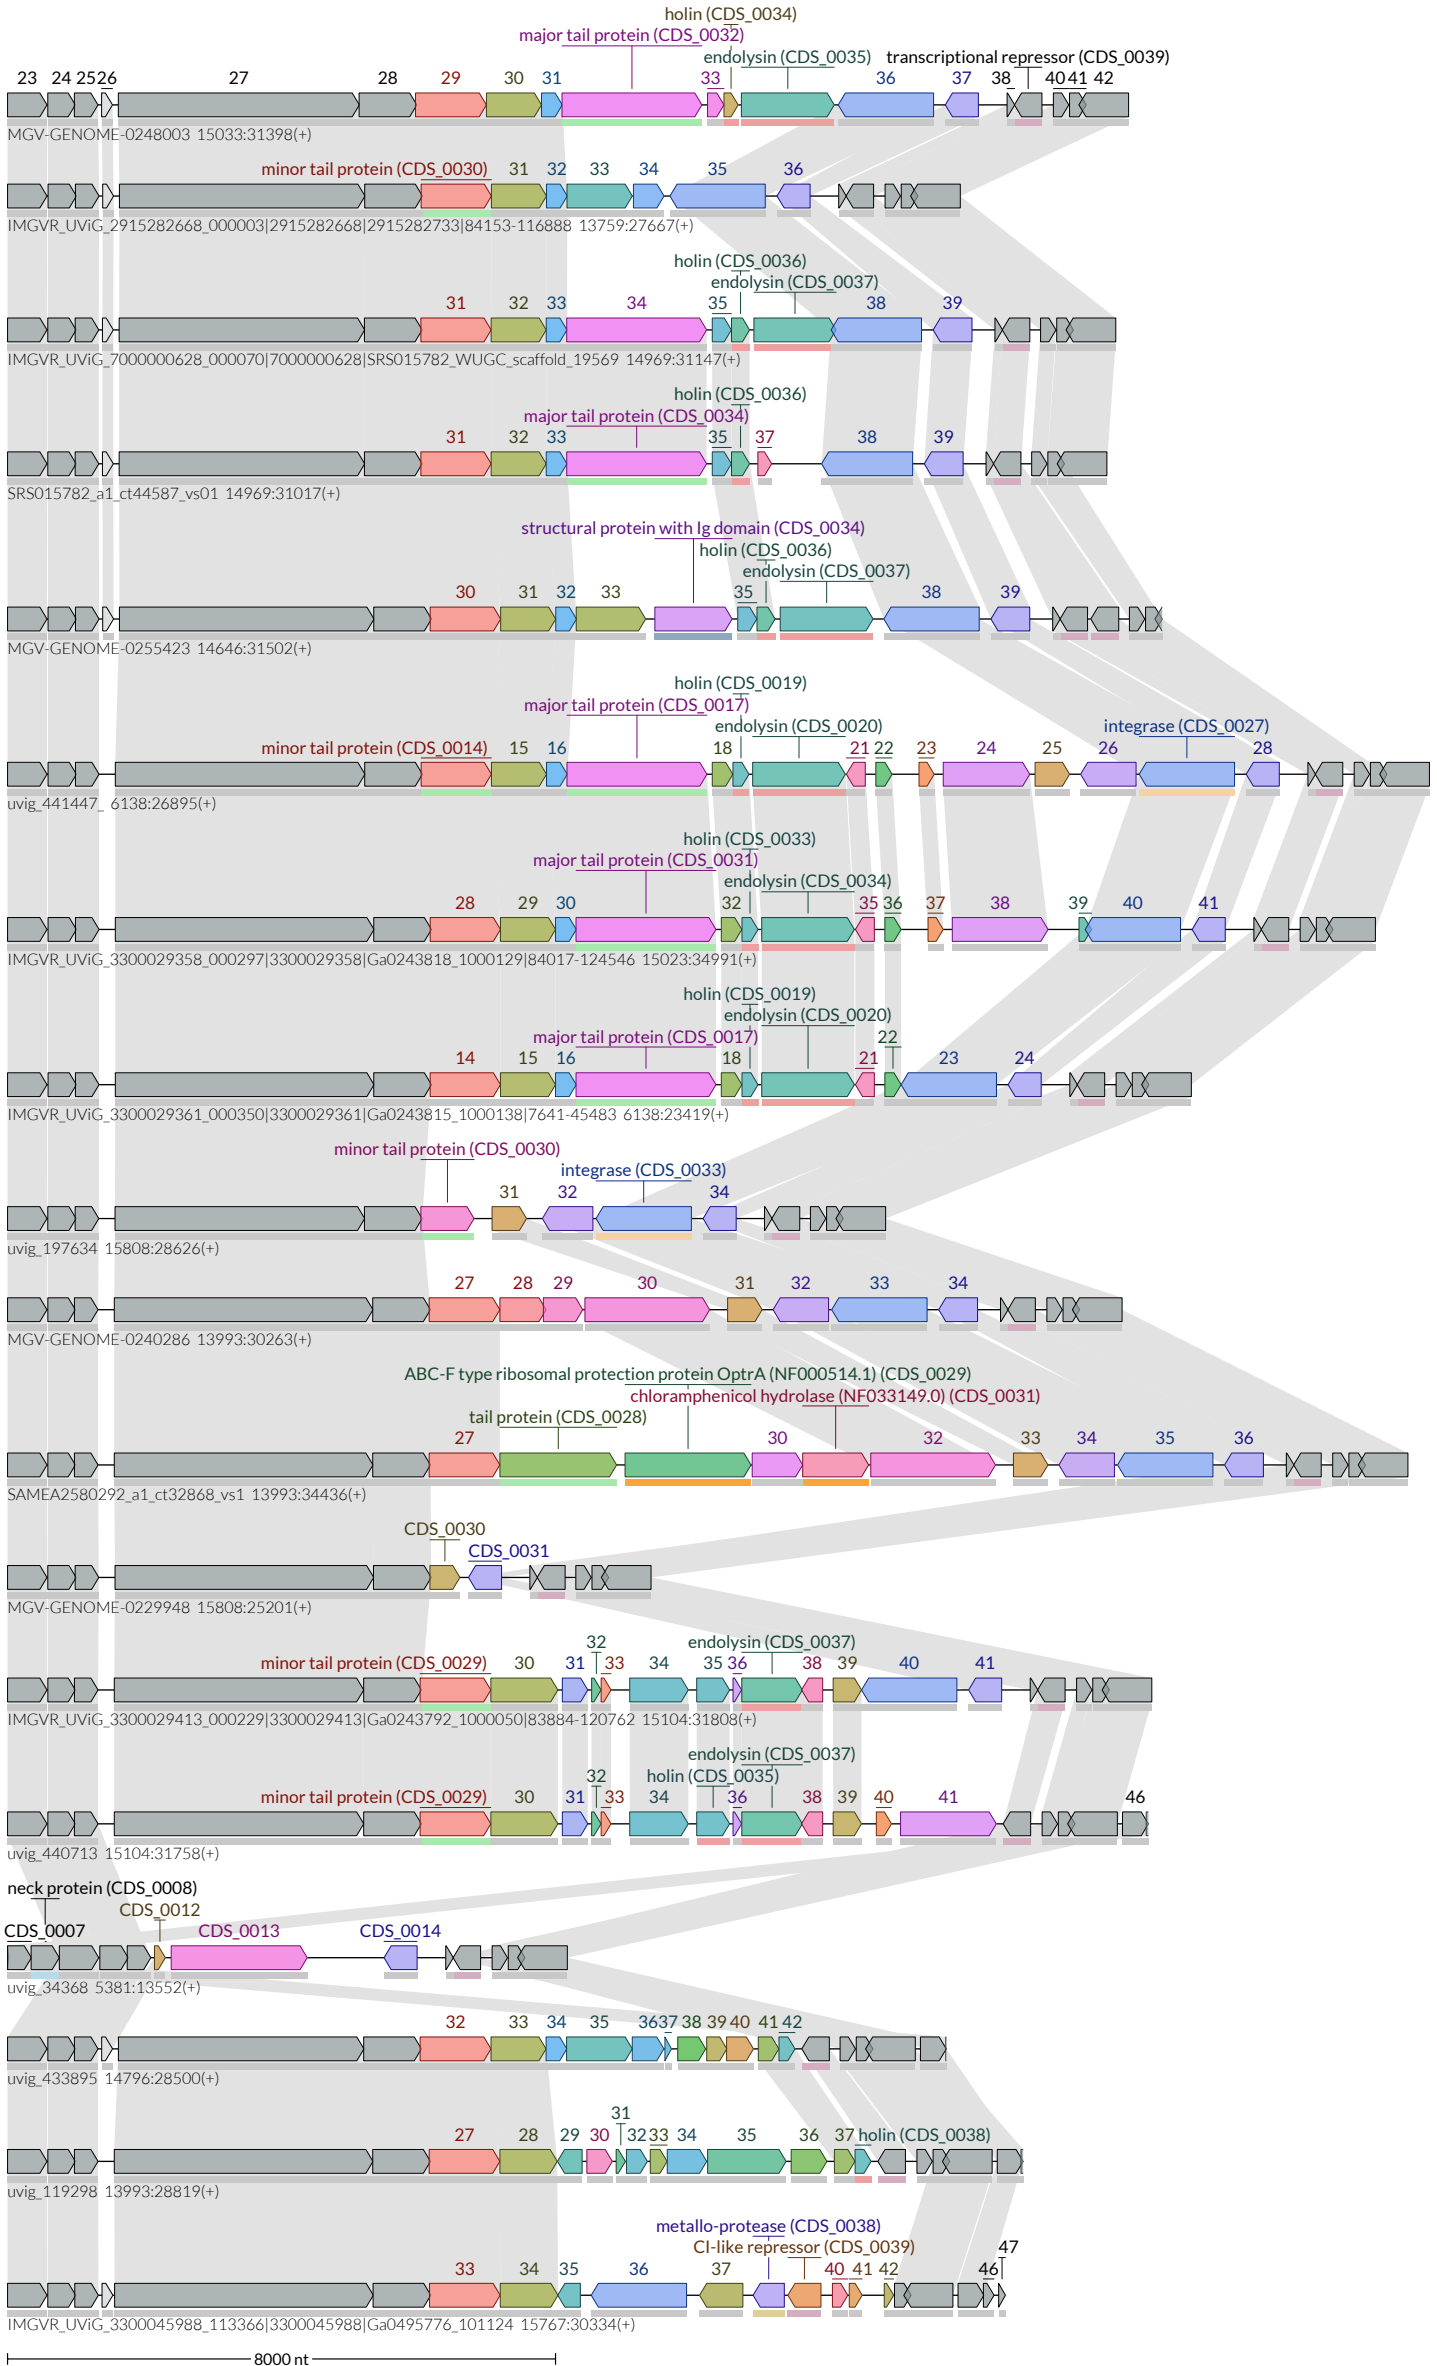 holin (CDS_0034)
major tail protein (CDS_0032)
endolysin (CDS_0035) transcriptional repressor (CDS_0039)
23 24 25 26 27 28 29 30 31 33 36 37 38 40 41 42
MGV-GENOME-0248003 15033:31398(+)
minor tail protein (CDS_0030) 31 32 33 34 35 36
IMGVR_UViG_2915282668_000003|2915282668|2915282733|84153-116888 13759:27667(+)
holin (CDS_0036)
endolysin (CDS_0037)
31 32 33 34 35 38 39
IMGVR_UViG_7000000628_000070|7000000628|SRS015782_WUGC_scaffold_19569 14969:31147(+)
holin (CDS_0036)
major tail protein (CDS_0034)
31 32 33 35 37 38 39
SRS015782_a1_ct44587_vs01 14969:31017(+)
structural protein with Ig domain (CDS_0034)
holin (CDS_0036)
endolysin (CDS_0037)
30 31 32 33 35 38 39
MGV-GENOME-0255423 14646:31502(+)
holin (CDS_0019)
major tail protein (CDS_0017)
endolysin (CDS_0020) integrase (CDS_0027)
minor tail protein (CDS_0014) 15 16 18 21 22 23 24 25 26 28
uvig_441447_ 6138:26895(+)
holin (CDS_0033)
major tail protein (CDS_0031)
endolysin (CDS_0034)
28 29 30 32 35 36 37 38 39 40 41
IMGVR_UViG_3300029358_000297|3300029358|Ga0243818_1000129|84017-124546 15023:34991(+)
holin (CDS_0019)
endolysin (CDS_0020)
major tail protein (CDS_0017) 22
14 15 16 18 21 23 24
IMGVR_UViG_3300029361_000350|3300029361|Ga0243815_1000138|7641-45483 6138:23419(+)
minor tail protein (CDS_0030)
integrase (CDS_0033)
31 32 34
uvig_197634 15808:28626(+)
27 28 29 30 31 32 33 34
MGV-GENOME-0240286 13993:30263(+)
ABC-F type ribosomal protection protein OptrA (NF000514.1) (CDS_0029)
chloramphenicol hydrolase (NF033149.0) (CDS_0031)
tail protein (CDS_0028)
27 30 32 33 34 35 36
SAMEA2580292_a1_ct32868_vs1 13993:34436(+)
CDS_0030
CDS_0031
MGV-GENOME-0229948 15808:25201(+)
32 endolysin (CDS_0037)
minor tail protein (CDS_0029) 30 31 33 34 35 36 38 39 40 41
IMGVR_UViG_3300029413_000229|3300029413|Ga0243792_1000050|83884-120762 15104:31808(+)
endolysin (CDS_0037)
32 holin (CDS_0035)
minor tail protein (CDS_0029) 30 31 33 34 36 38 39 40 41 46
uvig_440713 15104:31758(+)
neck protein (CDS_0008)
CDS_0012
CDS_0007 CDS_0013 CDS_0014
uvig_34368 5381:13552(+)
32 33 34 35 36 37 38 39 40 41 42
uvig_433895 14796:28500(+)
31
27 28 29 30 32 33 34 35 36 37 holin (CDS_0038)
uvig_119298 13993:28819(+)
metallo-protease (CDS_0038)
CI-like repressor (CDS_0039) 47
33 34 35 36 37 40 41 42 46
IMGVR_UViG_3300045988_113366|3300045988|Ga0495776_101124 15767:30334(+)
8000 nt